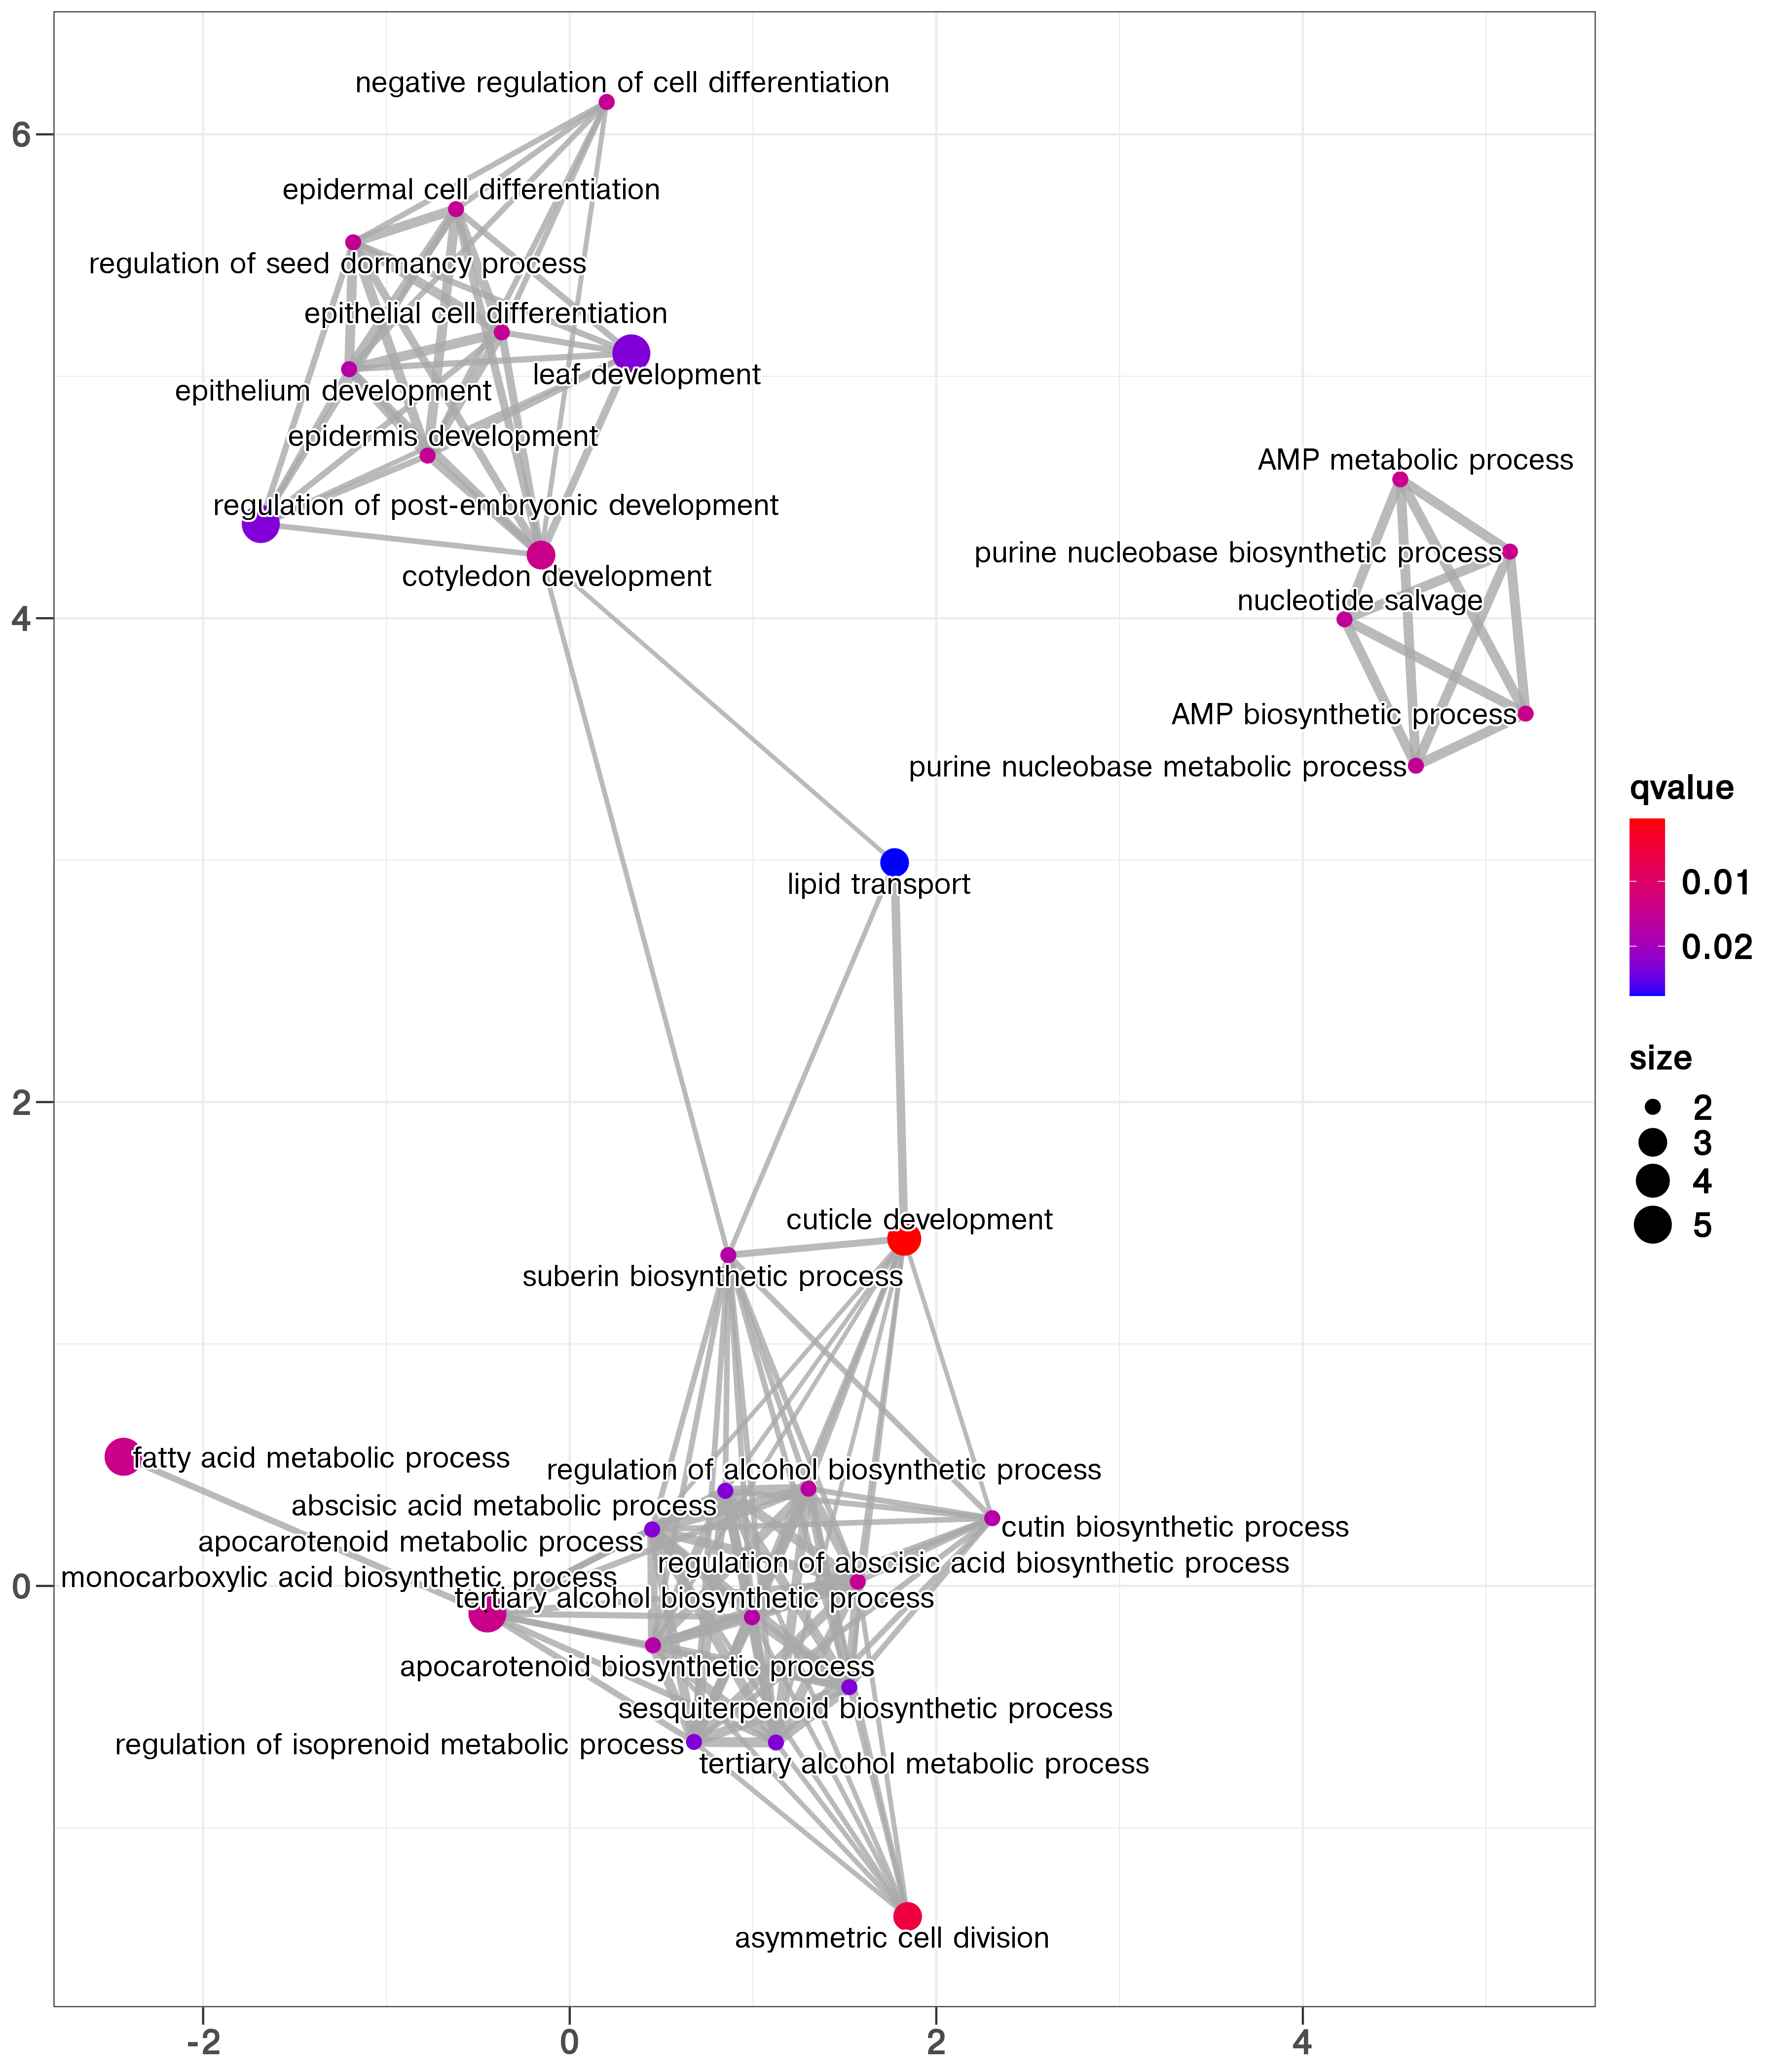 6
negative regulation of cell differentiation
epidermal cell differentiation
regulation of seed dormancy process
epithelial cell differentiation
leaf development
epithelium development
epidermis development
AMP metabolic process
regulation of post-embryonic development
purine nucleobase biosynthetic process
cotyledon development
nucleotide salvage
4
AMP biosynthetic process
purine nucleobase metabolic process
qvalue
0.01
0.02
lipid transport
size
2
3
4
5
2
cuticle development
suberin biosynthetic process
fatty acid metabolic process
regulation of alcohol biosynthetic process
abscisic acid metabolic process
cutin biosynthetic process
apocarotenoid metabolic process
regulation of abscisic acid biosynthetic process
monocarboxylic acid biosynthetic process
0
tertiary alcohol biosynthetic process
apocarotenoid biosynthetic process
sesquiterpenoid biosynthetic process
regulation of isoprenoid metabolic process
tertiary alcohol metabolic process
asymmetric cell division
-2
0
2
4